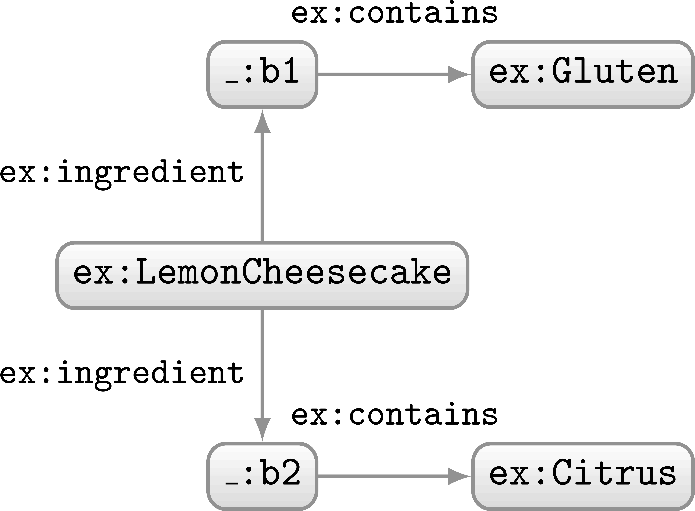 ex:contains
_:b1
ex:Gluten
ex:ingredient
ex:LemonCheesecake
ex:ingredient
ex:contains
_:b2
ex:Citrus